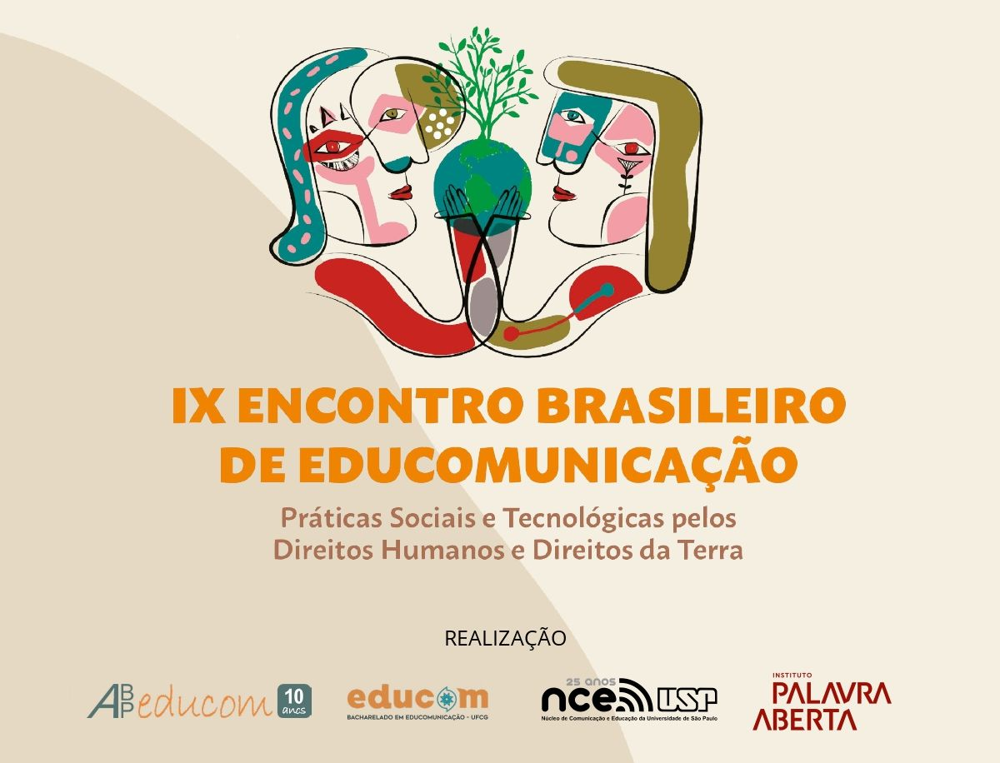 IX ENCONTRO BRASILEIRO
DE EDUCOMUNICAÇÃO
Práticas Sociais e Tecnológicas pelos
Direitos Humanos e Direitos da Terra
REALIZAÇÃO
ABP educom 10 anos
educom
BACHARELADO EM EDUCOMUNICAÇÃO - UFCG
25 anos
nce USP
Núcleo de Comunicação e Educação da Universidade de São Paulo
INSTITUTO
PALAVRA
ABERTA